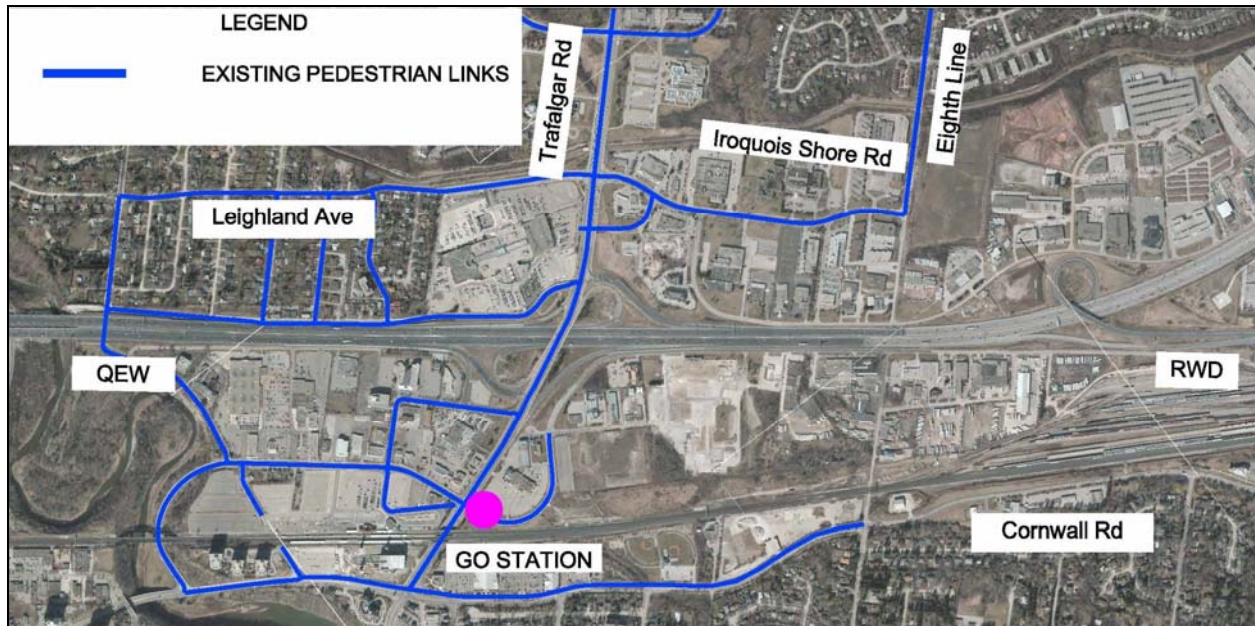 LEGEND
EXISTING PEDESTRIAN LINKS
Trafalgar Rd
Eighth Line
Iroquois Shore Rd
Leighland Ave
QEW
RWD
GO STATION
Cornwall Rd